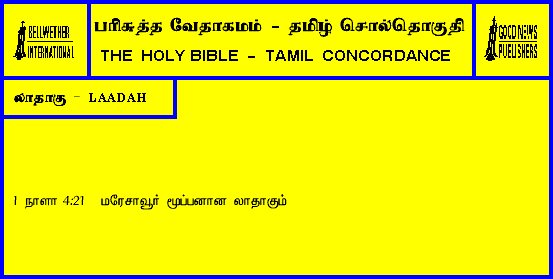 BELLWETHER
INTERNATIONAL
பரிசுத்த வேதாகமம் - தமிழ் சொல்தொகுதி
THE HOLY BIBLE - TAMIL CONCORDANCE
GOOD NEWS
PUBLISHERS
லாதாகு - LAADAH
1 நாளா 4:21 மரேசாவூர் மூப்பனான லாதாகும்